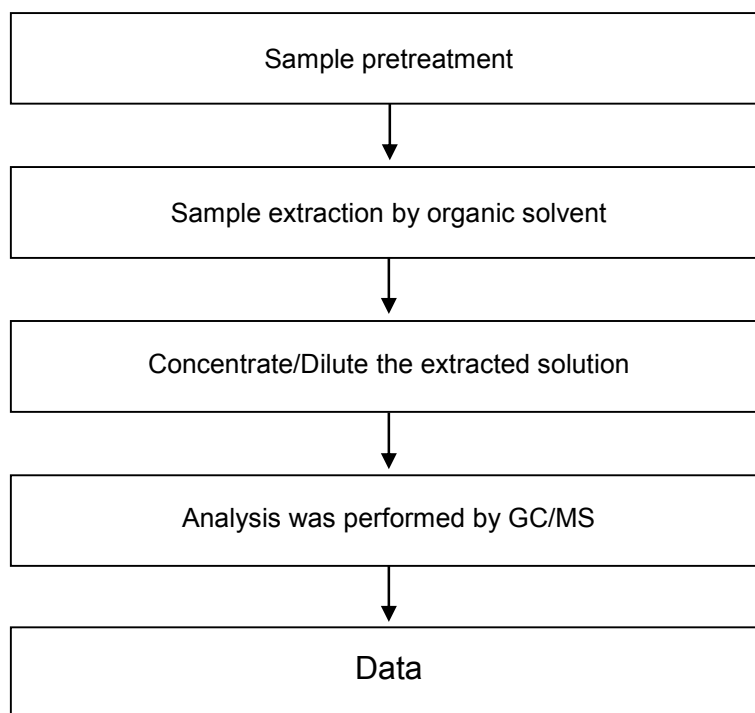 Sample pretreatment
Sample extraction by organic solvent
Concentrate/Dilute the extracted solution
Analysis was performed by GC/MS
Data